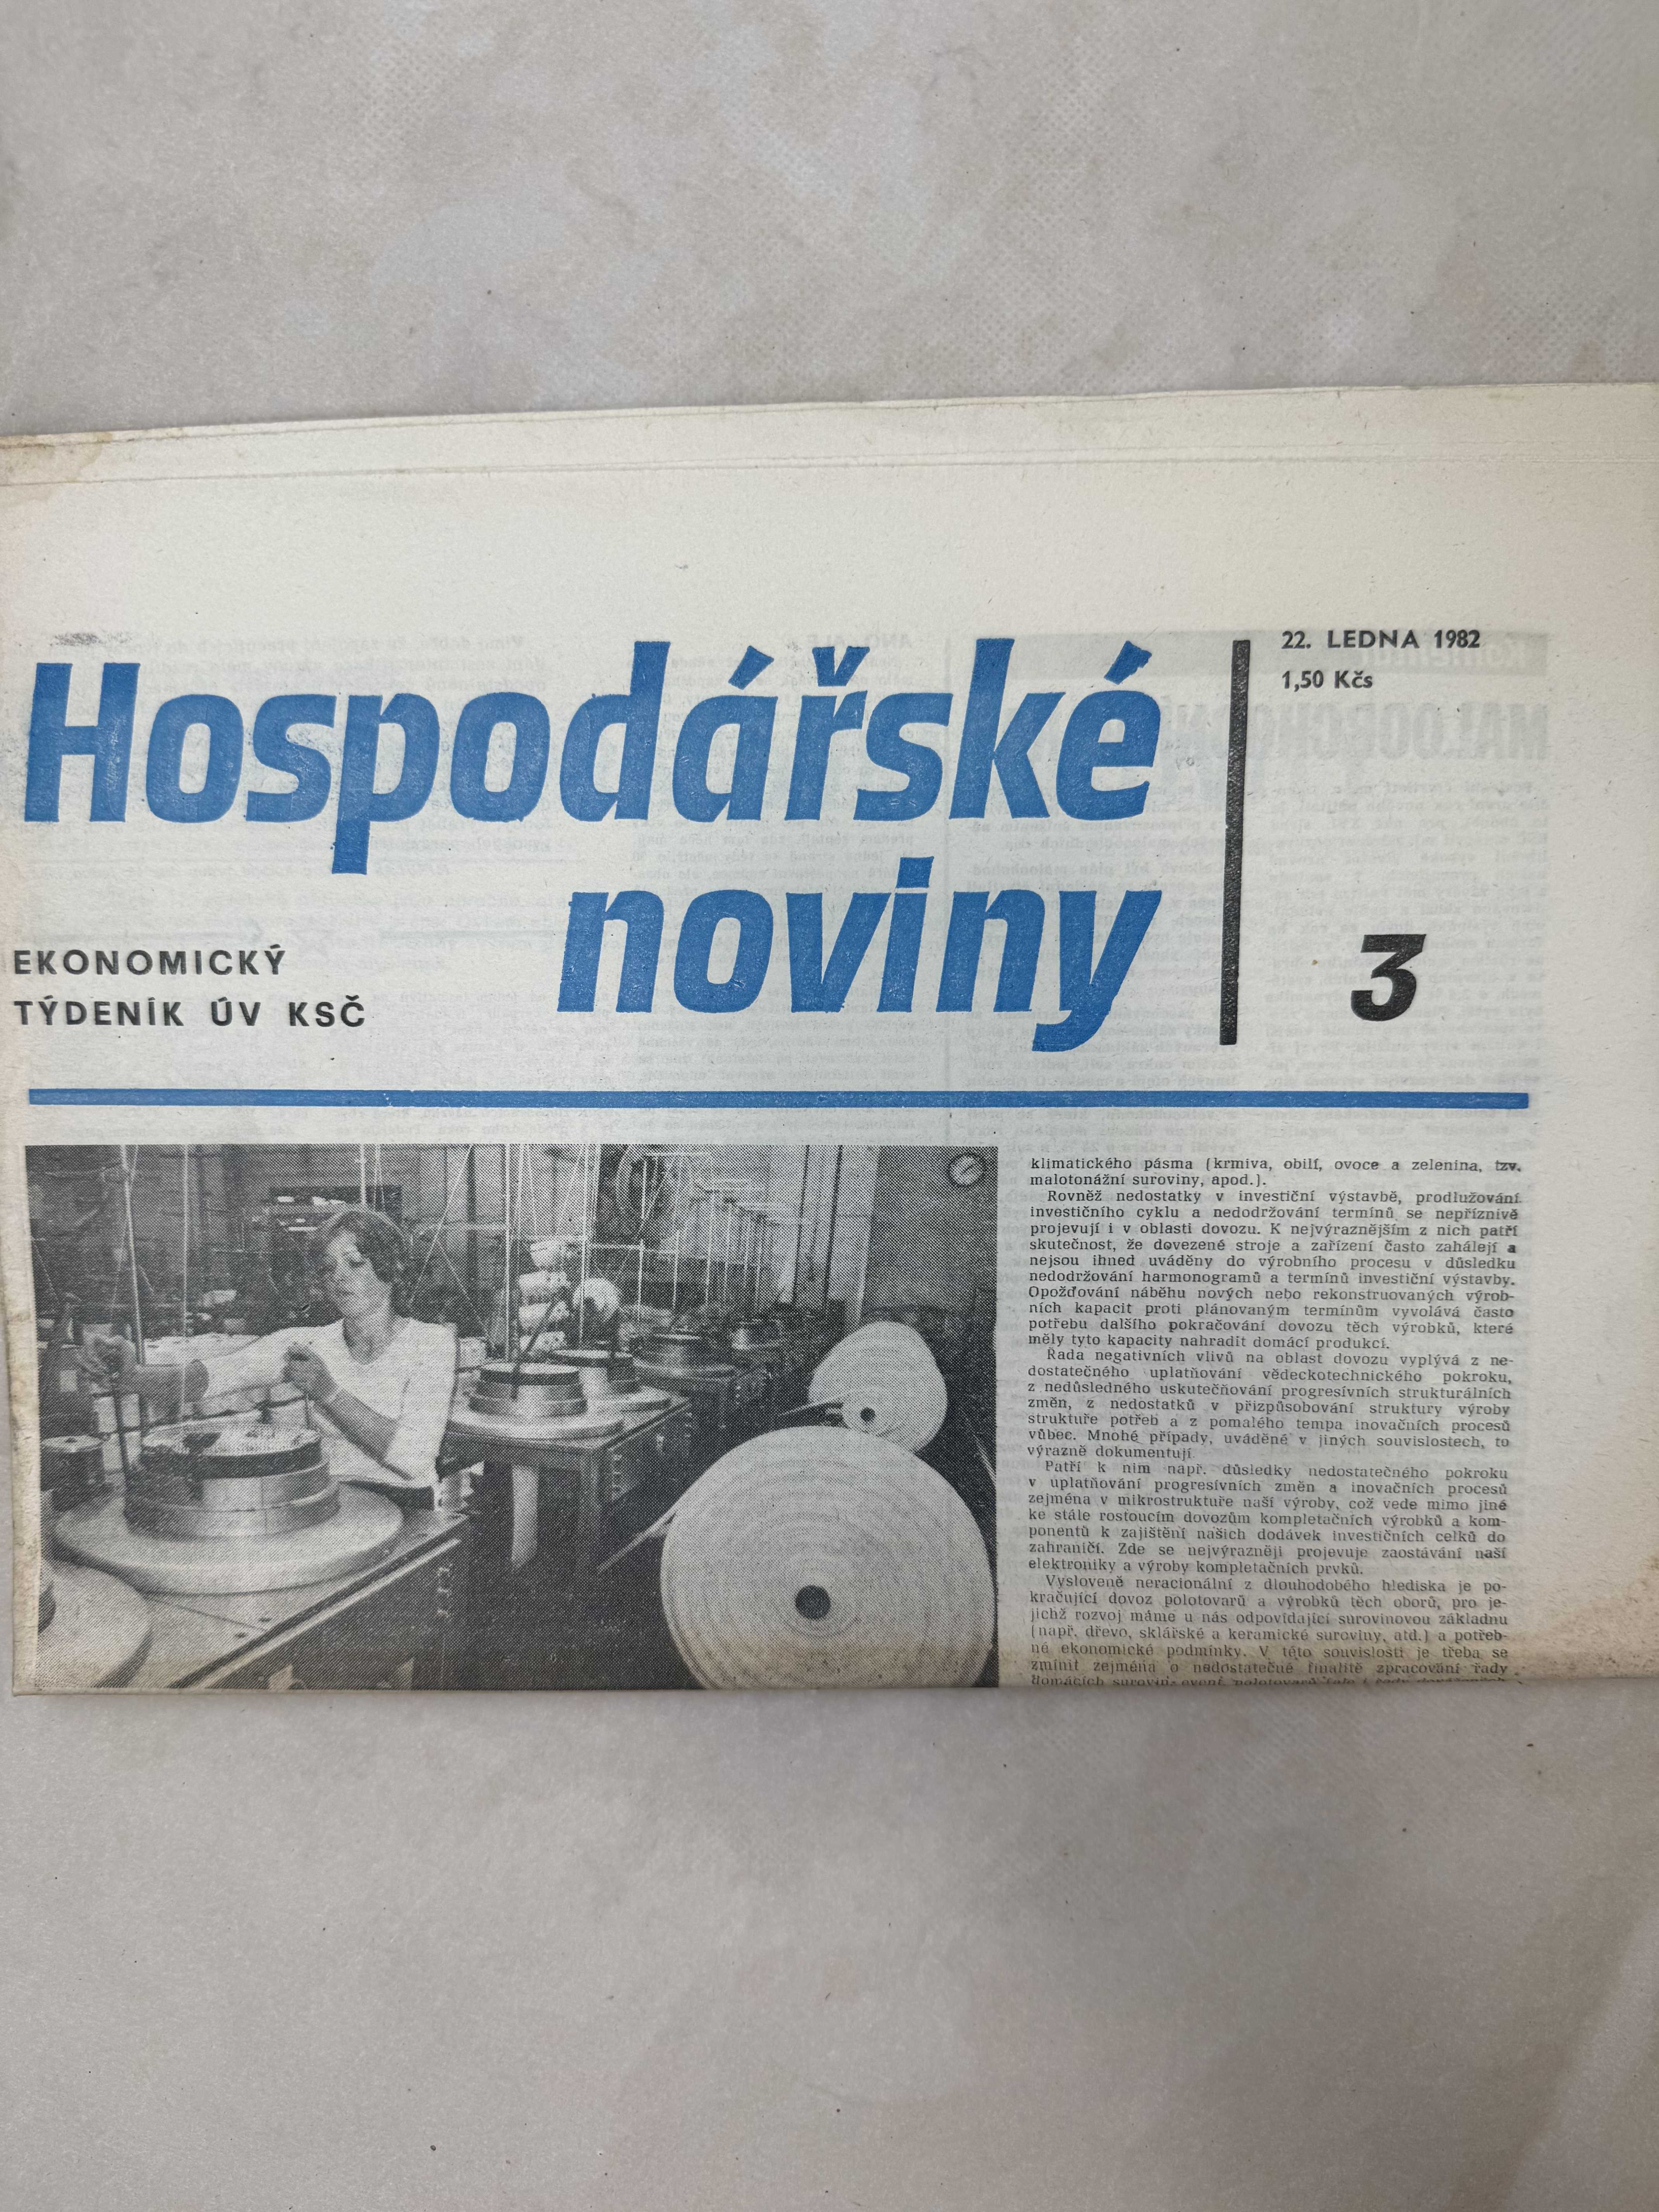 Hospodářské
noviny
EKONOMICKÝ
TÝDENÍK ÚV KSČ
22. LEDNA 1982
1,50 Kčs
3
klimatického pásma (krmiva, obilí, ovoce a zelenina, tzv.
malotonážní suroviny, apod.).
Rovněž nedostatky v investiční výstavbě, prodlužování
investičního cyklu a nedodržování termínů se nepříznivě
projevují i v oblasti dovozu. K nejvýraznějším z nich patří
skutečnost, že dovezené stroje a zařízení často zahálejí a
nejsou ihned uváděny do výrobního procesu v důsledku
nedodržování harmonogramů a termínů investiční výstavby.
Opožďování náběhu nových nebo rekonstruovaných výrob-
ních kapacit proti plánovaným termínům vyvolává často
potřebu dalšího pokračování dovozu těch výrobků, které
měly tyto kapacity nahradit domácí produkcí.
Řada negativních vlivů na oblast dovozu vyplývá z ne-
dostatečného uplatňování vědeckotechnického pokroku,
z nedůsledného uskutečňování progresívních strukturálních
změn, z nedostatků v přizpůsobování struktury výroby
struktuře potřeb a z pomalého tempa inovačních procesů
vůbec. Mnohé případy, uváděné v jiných souvislostech, to
výrazně dokumentují.
Patří k nim např. důsledky nedostatečného pokroku
v uplatňování progresívních změn a inovačních procesů
zejména v mikrostruktuře naší výroby, což vede mimo jiné
ke stále rostoucím dovozům kompletačních výrobků a kom-
ponentů k zajištění našich dodávek investičních celků do
zahraničí. Zde se nejvýrazněji projevuje zaostávání naší
elektroniky a výroby kompletačních prvků.
Vysloveně neracionální z dlouhodobého hlediska je po-
kračující dovoz polotovarů a výrobků těch oborů, pro je-
jichž rozvoj máme u nás odpovídající surovinovou základnu
(např. dřevo, sklářské a keramické suroviny, atd.) a potřeb-
né ekonomické podmínky. V této souvislosti je třeba se
zmínit zejména o nedostatečné finalitě zpracování řady
domácích surovin